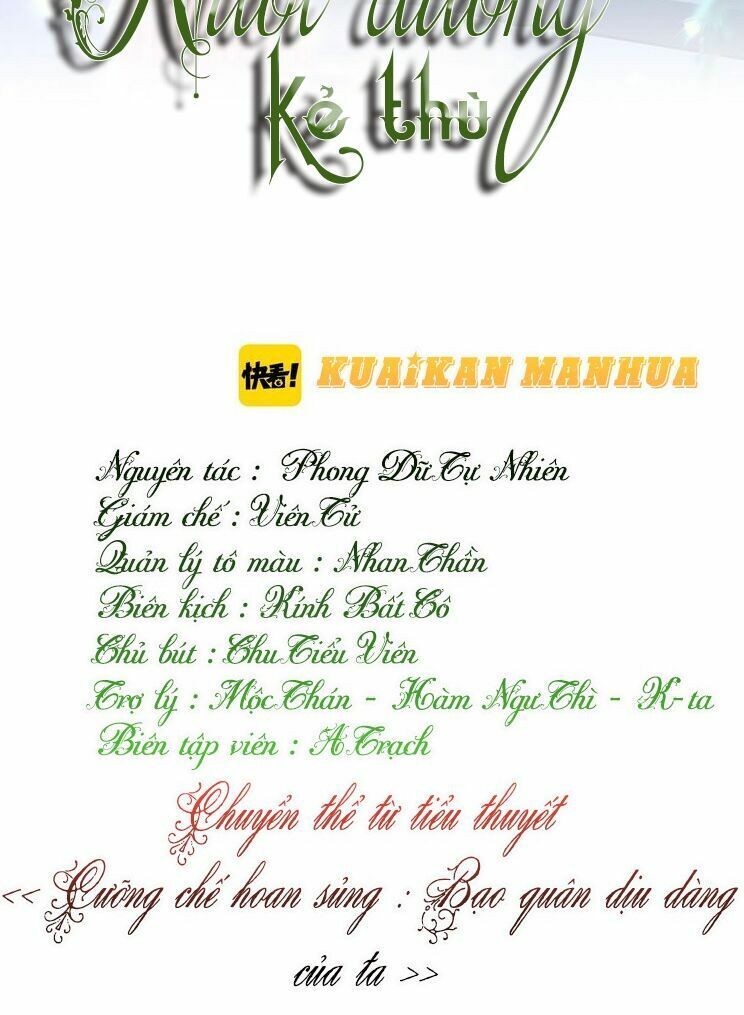 Nuôi dưỡng
Kẻ thù
快看! KUAiKAN MANHUA
Nguyên tác : Phong Dữ Tự Nhiên
Giám chế : Viên Tử
Quản lý tô màu : Nhan Thần
Biên kịch : Kính Bất Cô
Chủ bút : Chu Tiểu Viên
Trợ lý : Mộc Thán - Hàm Ngư Thì - K-ta
Biên tập viên : A Trạch
Chuyển thể từ tiểu thuyết
<< Cưỡng chế hoan sủng : Bạo quân dịu dàng
của ta >>